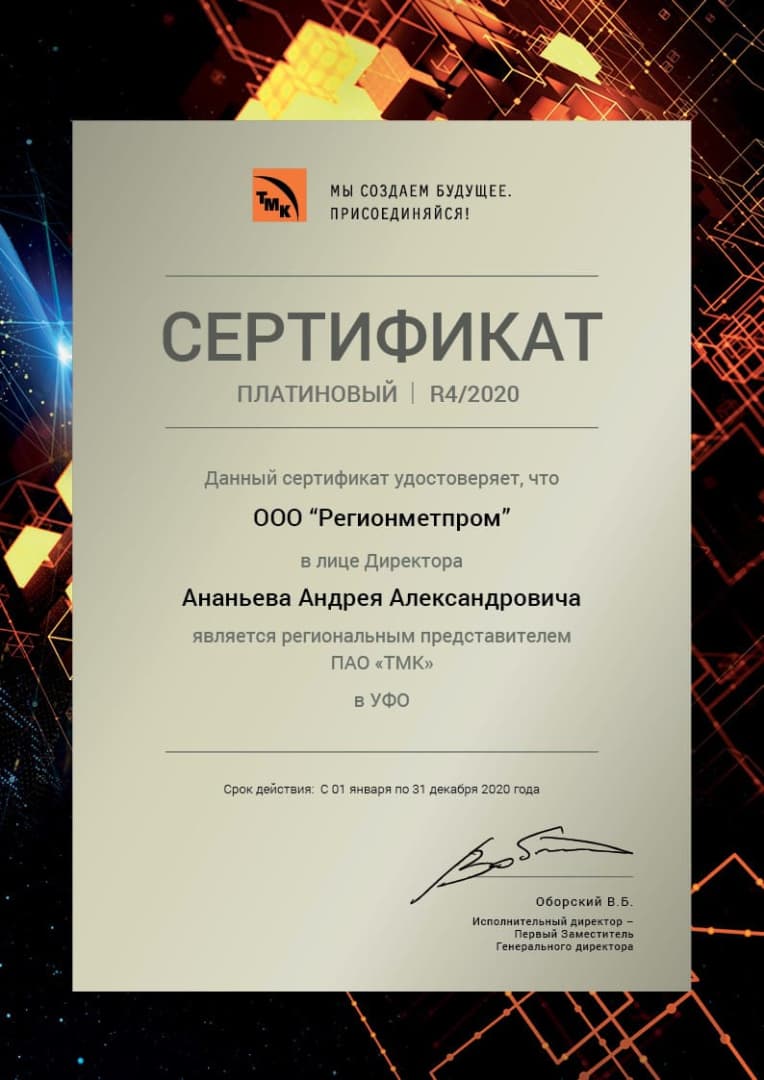 ТМК
МЫ СОЗДАЕМ БУДУЩЕЕ.
ПРИСОЕДИНЯЙСЯ!
СЕРТИФИКАТ
ПЛАТИНОВЫЙ | R4/2020
Данный сертификат удостоверяет, что
ООО “Регионметпром”
в лице Директора
Ананьева Андрея Александровича
является региональным представителем
ПАО «ТМК»
в УФО
Срок действия: С 01 января по 31 декабря 2020 года
Оборский В.Б.
Исполнительный директор –
Первый Заместитель
Генерального директора